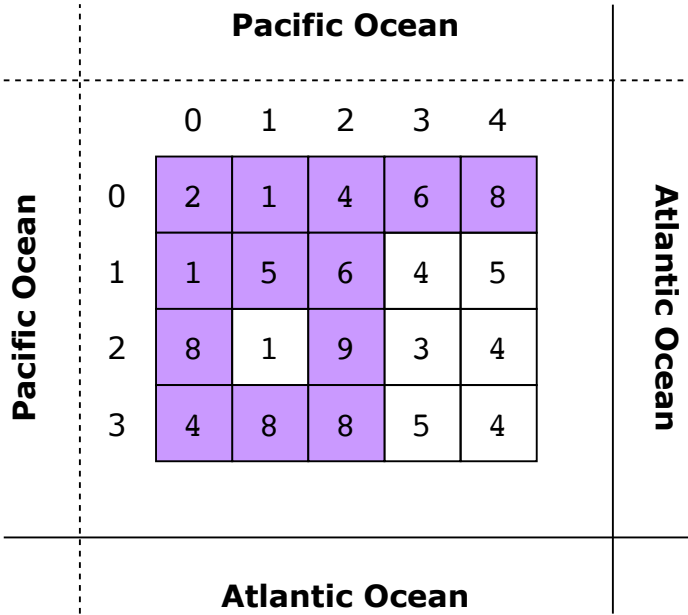 Pacific Ocean
0 1 2 3 4
0 2 1 4 6 8
1 1 5 6 4 5
2 8 1 9 3 4
3 4 8 8 5 4
Pacific Ocean
Atlantic Ocean
Atlantic Ocean